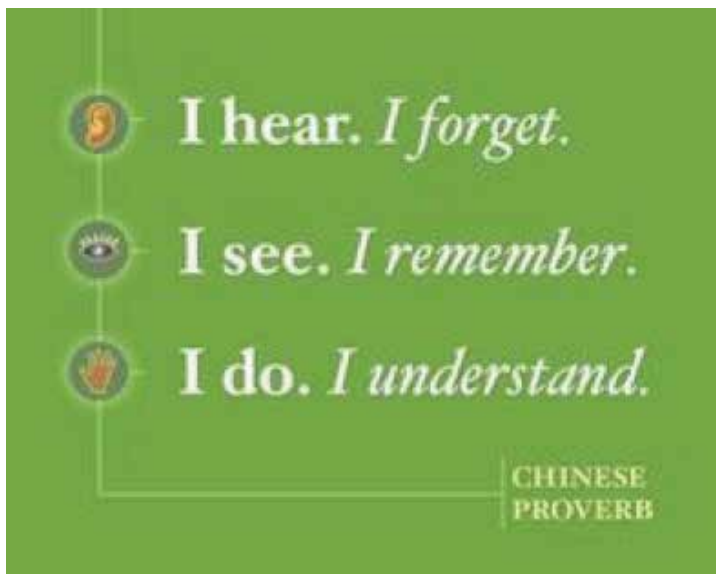 I hear. I forget.
I see. I remember.
I do. I understand.
CHINESE
PROVERB